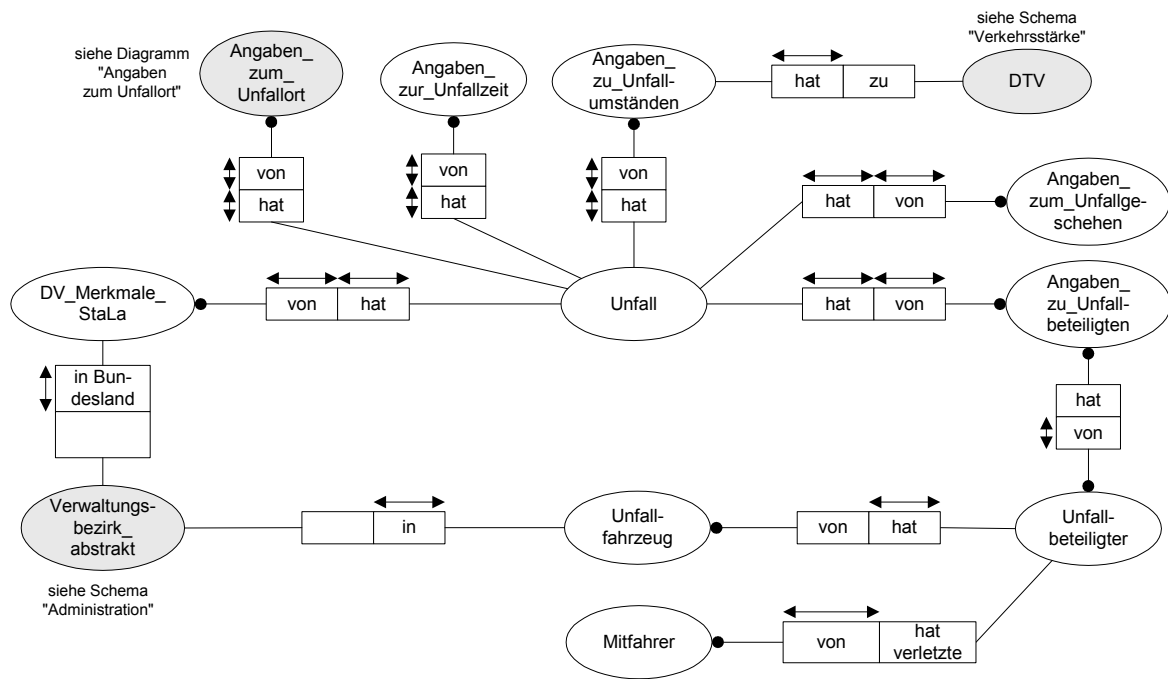 siehe Diagramm
"Angaben
zum Unfallort"
Angaben_
zum_
Unfallort
Angaben_
zur_Unfallzeit
Angaben_
zu_Unfall-
umständen
hat
zu
siehe Schema
"Verkehrsstärke"
DTV
von
hat
von
hat
von
hat
hat
von
Angaben_
zum_Unfallge-
schehen
DV_Merkmale_
StaLa
von
hat
Unfall
hat
von
Angaben_
zu_Unfall-
beteiligten
in Bun-
desland
hat
von
Verwaltungs-
bezirk_
abstrakt
in
Unfall-
fahrzeug
von
hat
Unfall-
beteiligter
siehe Schema
"Administration"
Mitfahrer
von
hat
verletzte